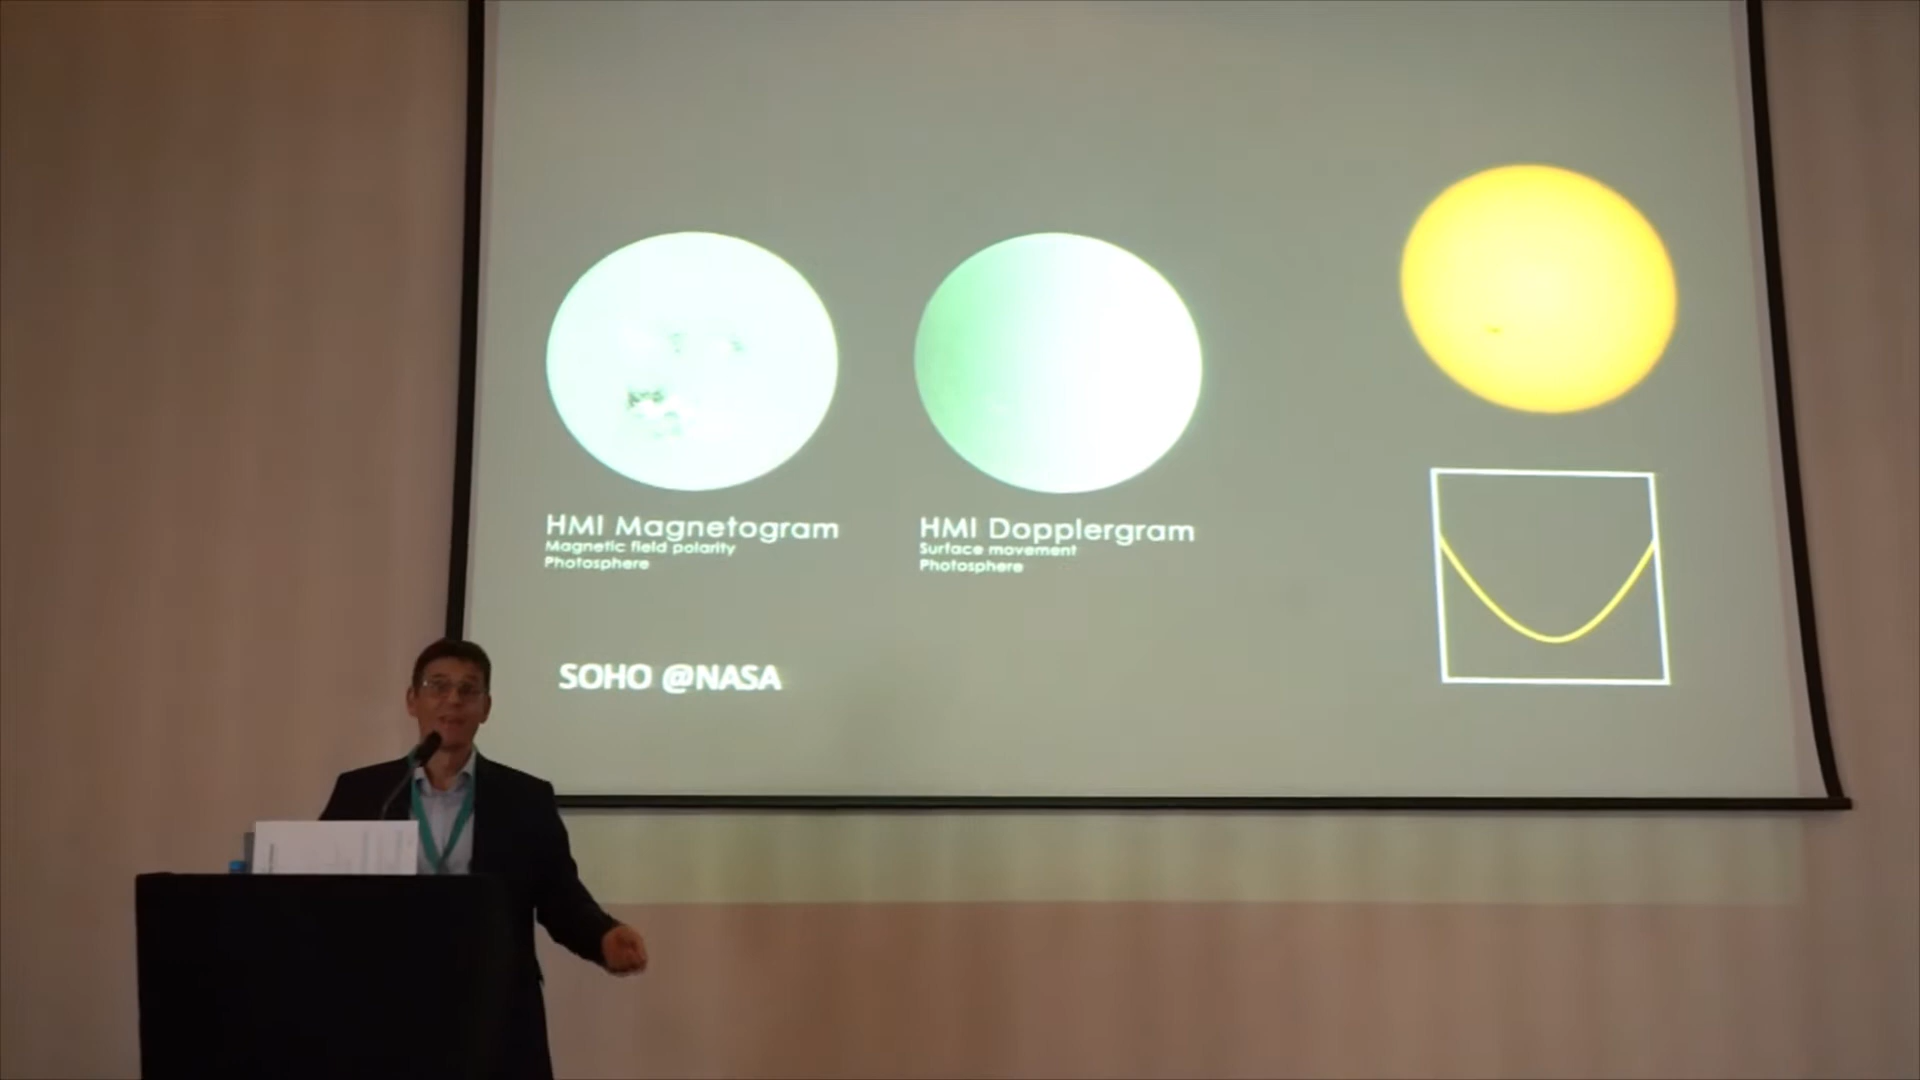 HMI Magnetogram
Magnetic field polarity
Photosphere
HMI Dopplergram
Surface movement
Photosphere
SOHO @NASA